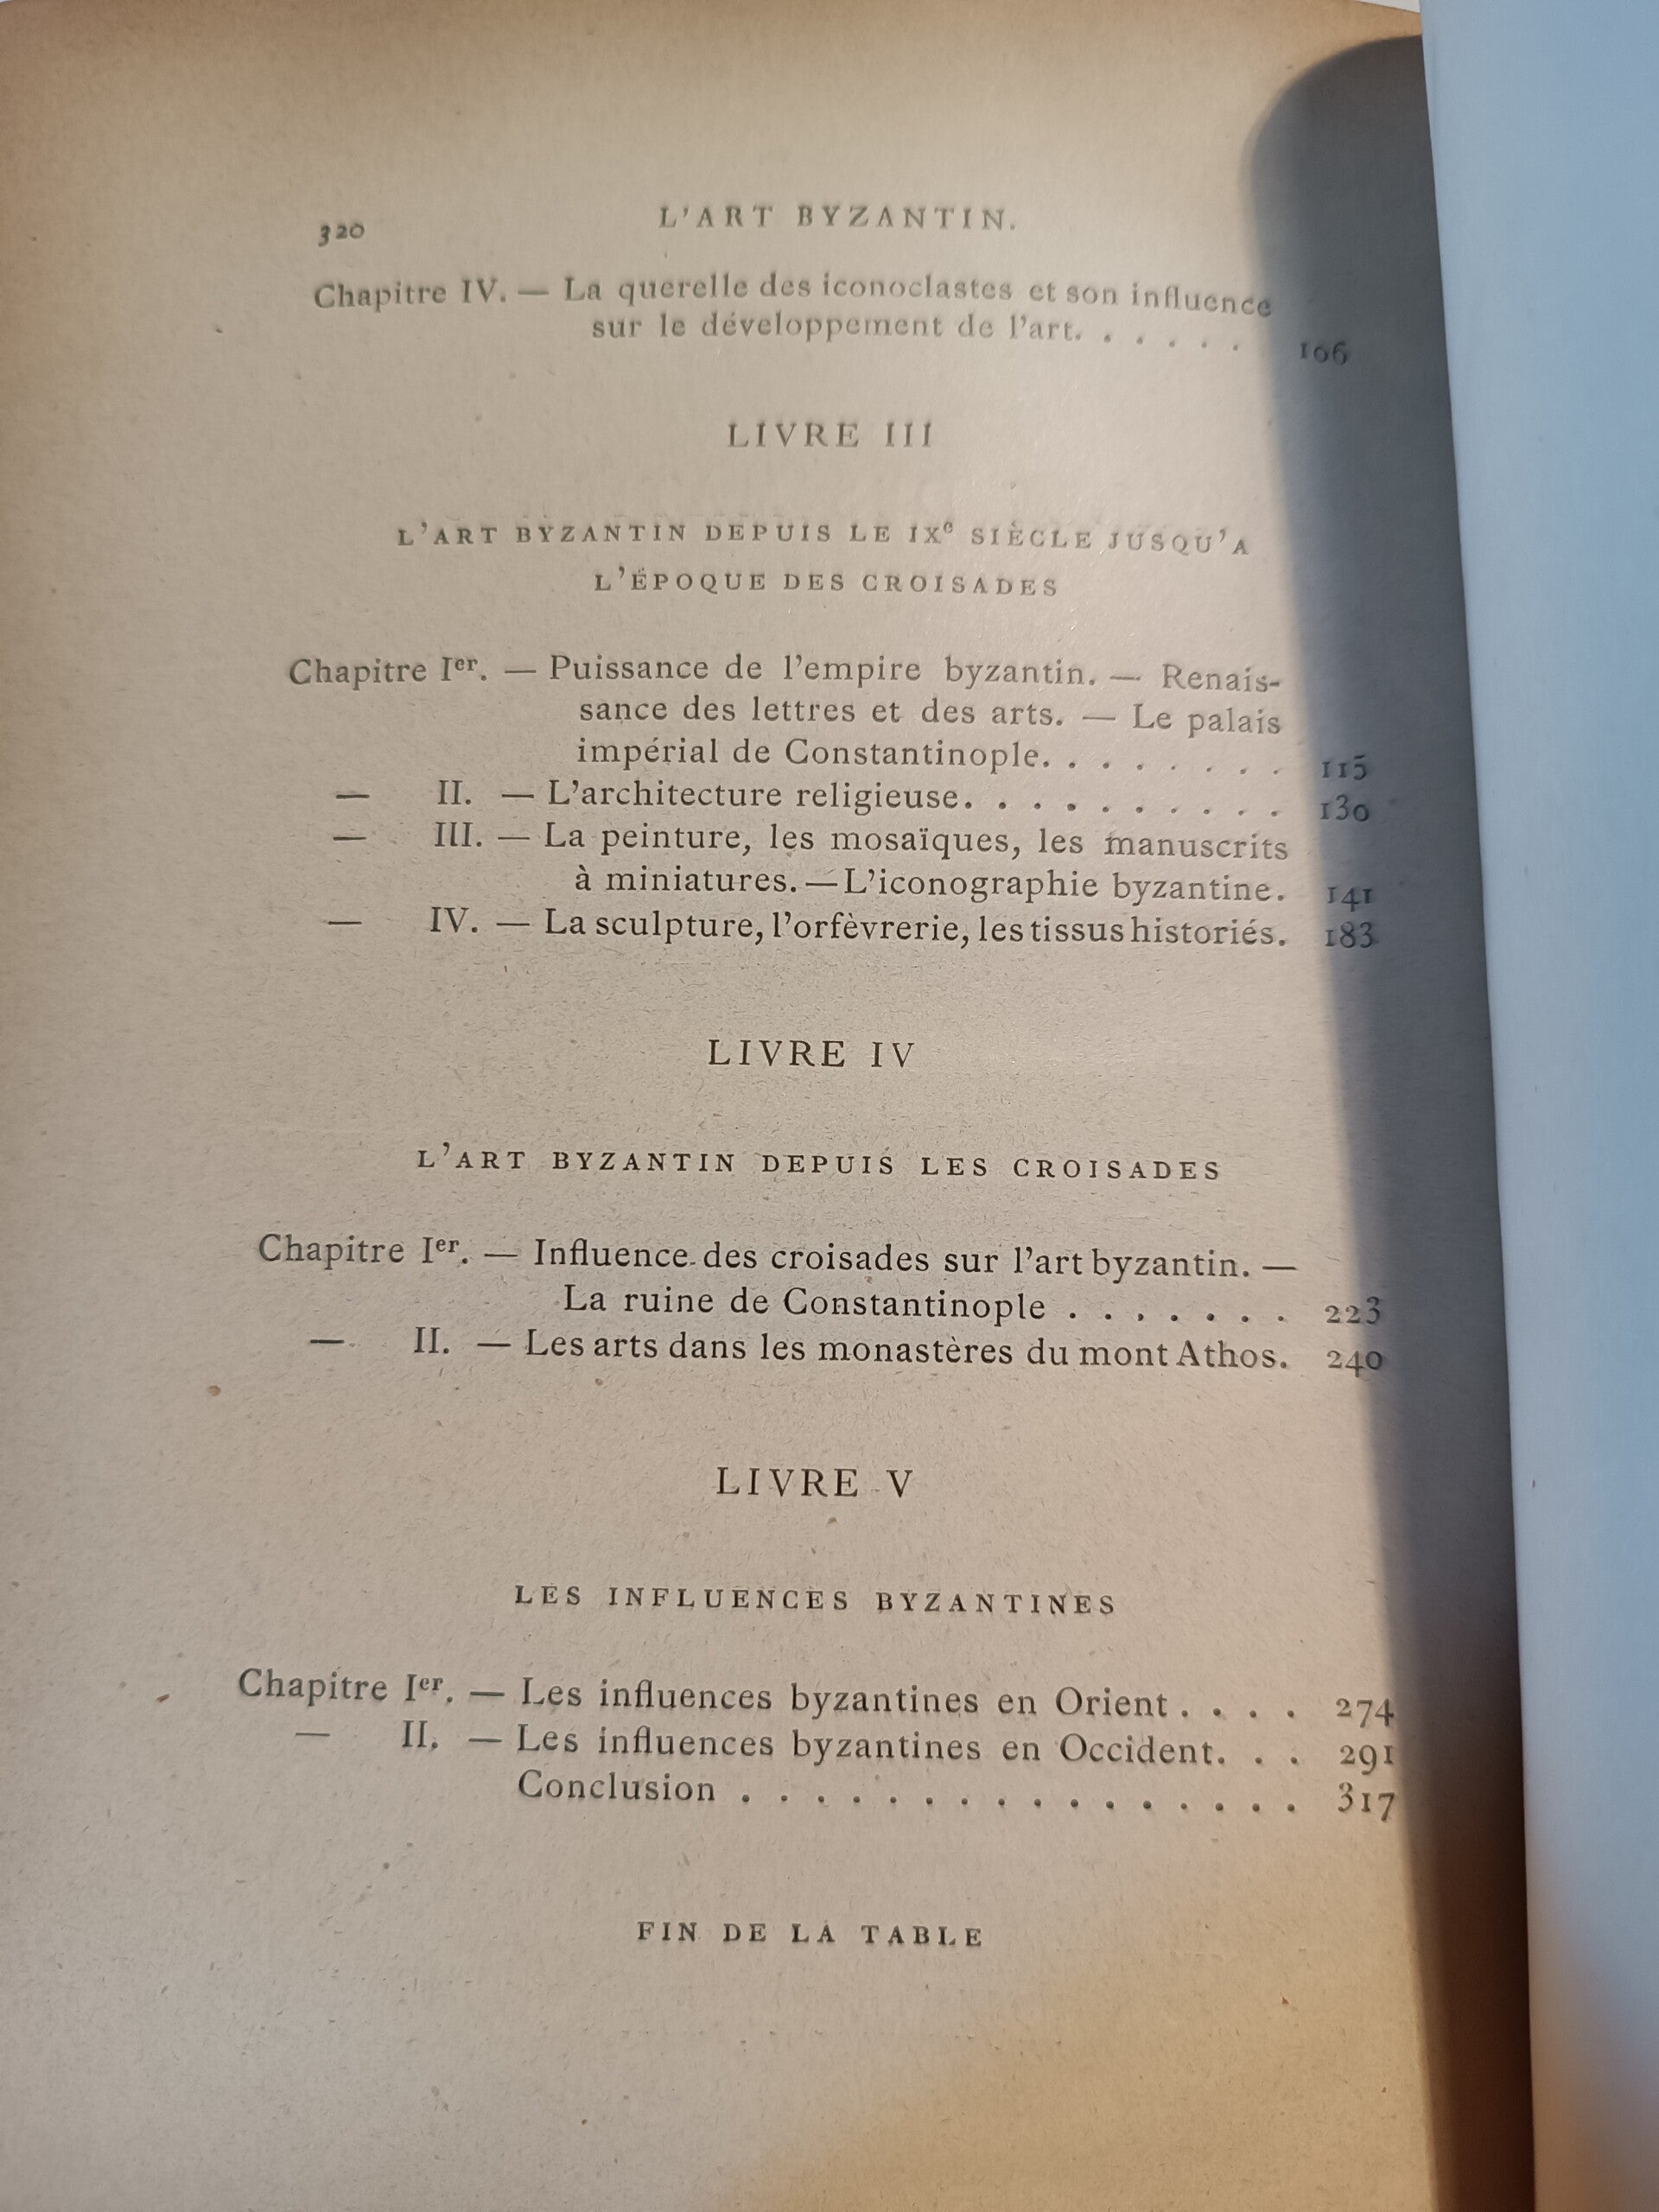 320
L'ART BYZANTIN.
Chapitre IV. — La querelle des iconoclastes et son influence
sur le développement de l'art. . . . . . 106
LIVRE III
L'ART BYZANTIN DEPUIS LE IXe SIÈCLE JUSQU'A
L'ÉPOQUE DES CROISADES
Chapitre Ier. — Puissance de l'empire byzantin. — Renais-
sance des lettres et des arts. — Le palais
impérial de Constantinople. . . . . . . . 115
— II. — L'architecture religieuse. . . . . . . . . . 130
— III. — La peinture, les mosaïques, les manuscrits
à miniatures. — L'iconographie byzantine. 141
— IV. — La sculpture, l'orfèvrerie, les tissus historiés. 183
LIVRE IV
L'ART BYZANTIN DEPUIS LES CROISADES
Chapitre Ier. — Influence des croisades sur l'art byzantin. —
La ruine de Constantinople . . . . . . . 223
— II. — Les arts dans les monastères du mont Athos. 240
LIVRE V
LES INFLUENCES BYZANTINES
Chapitre Ier. — Les influences byzantines en Orient . . . . 274
— II. — Les influences byzantines en Occident. . . 291
Conclusion . . . . . . . . . . . . . . . . 317
FIN DE LA TABLE